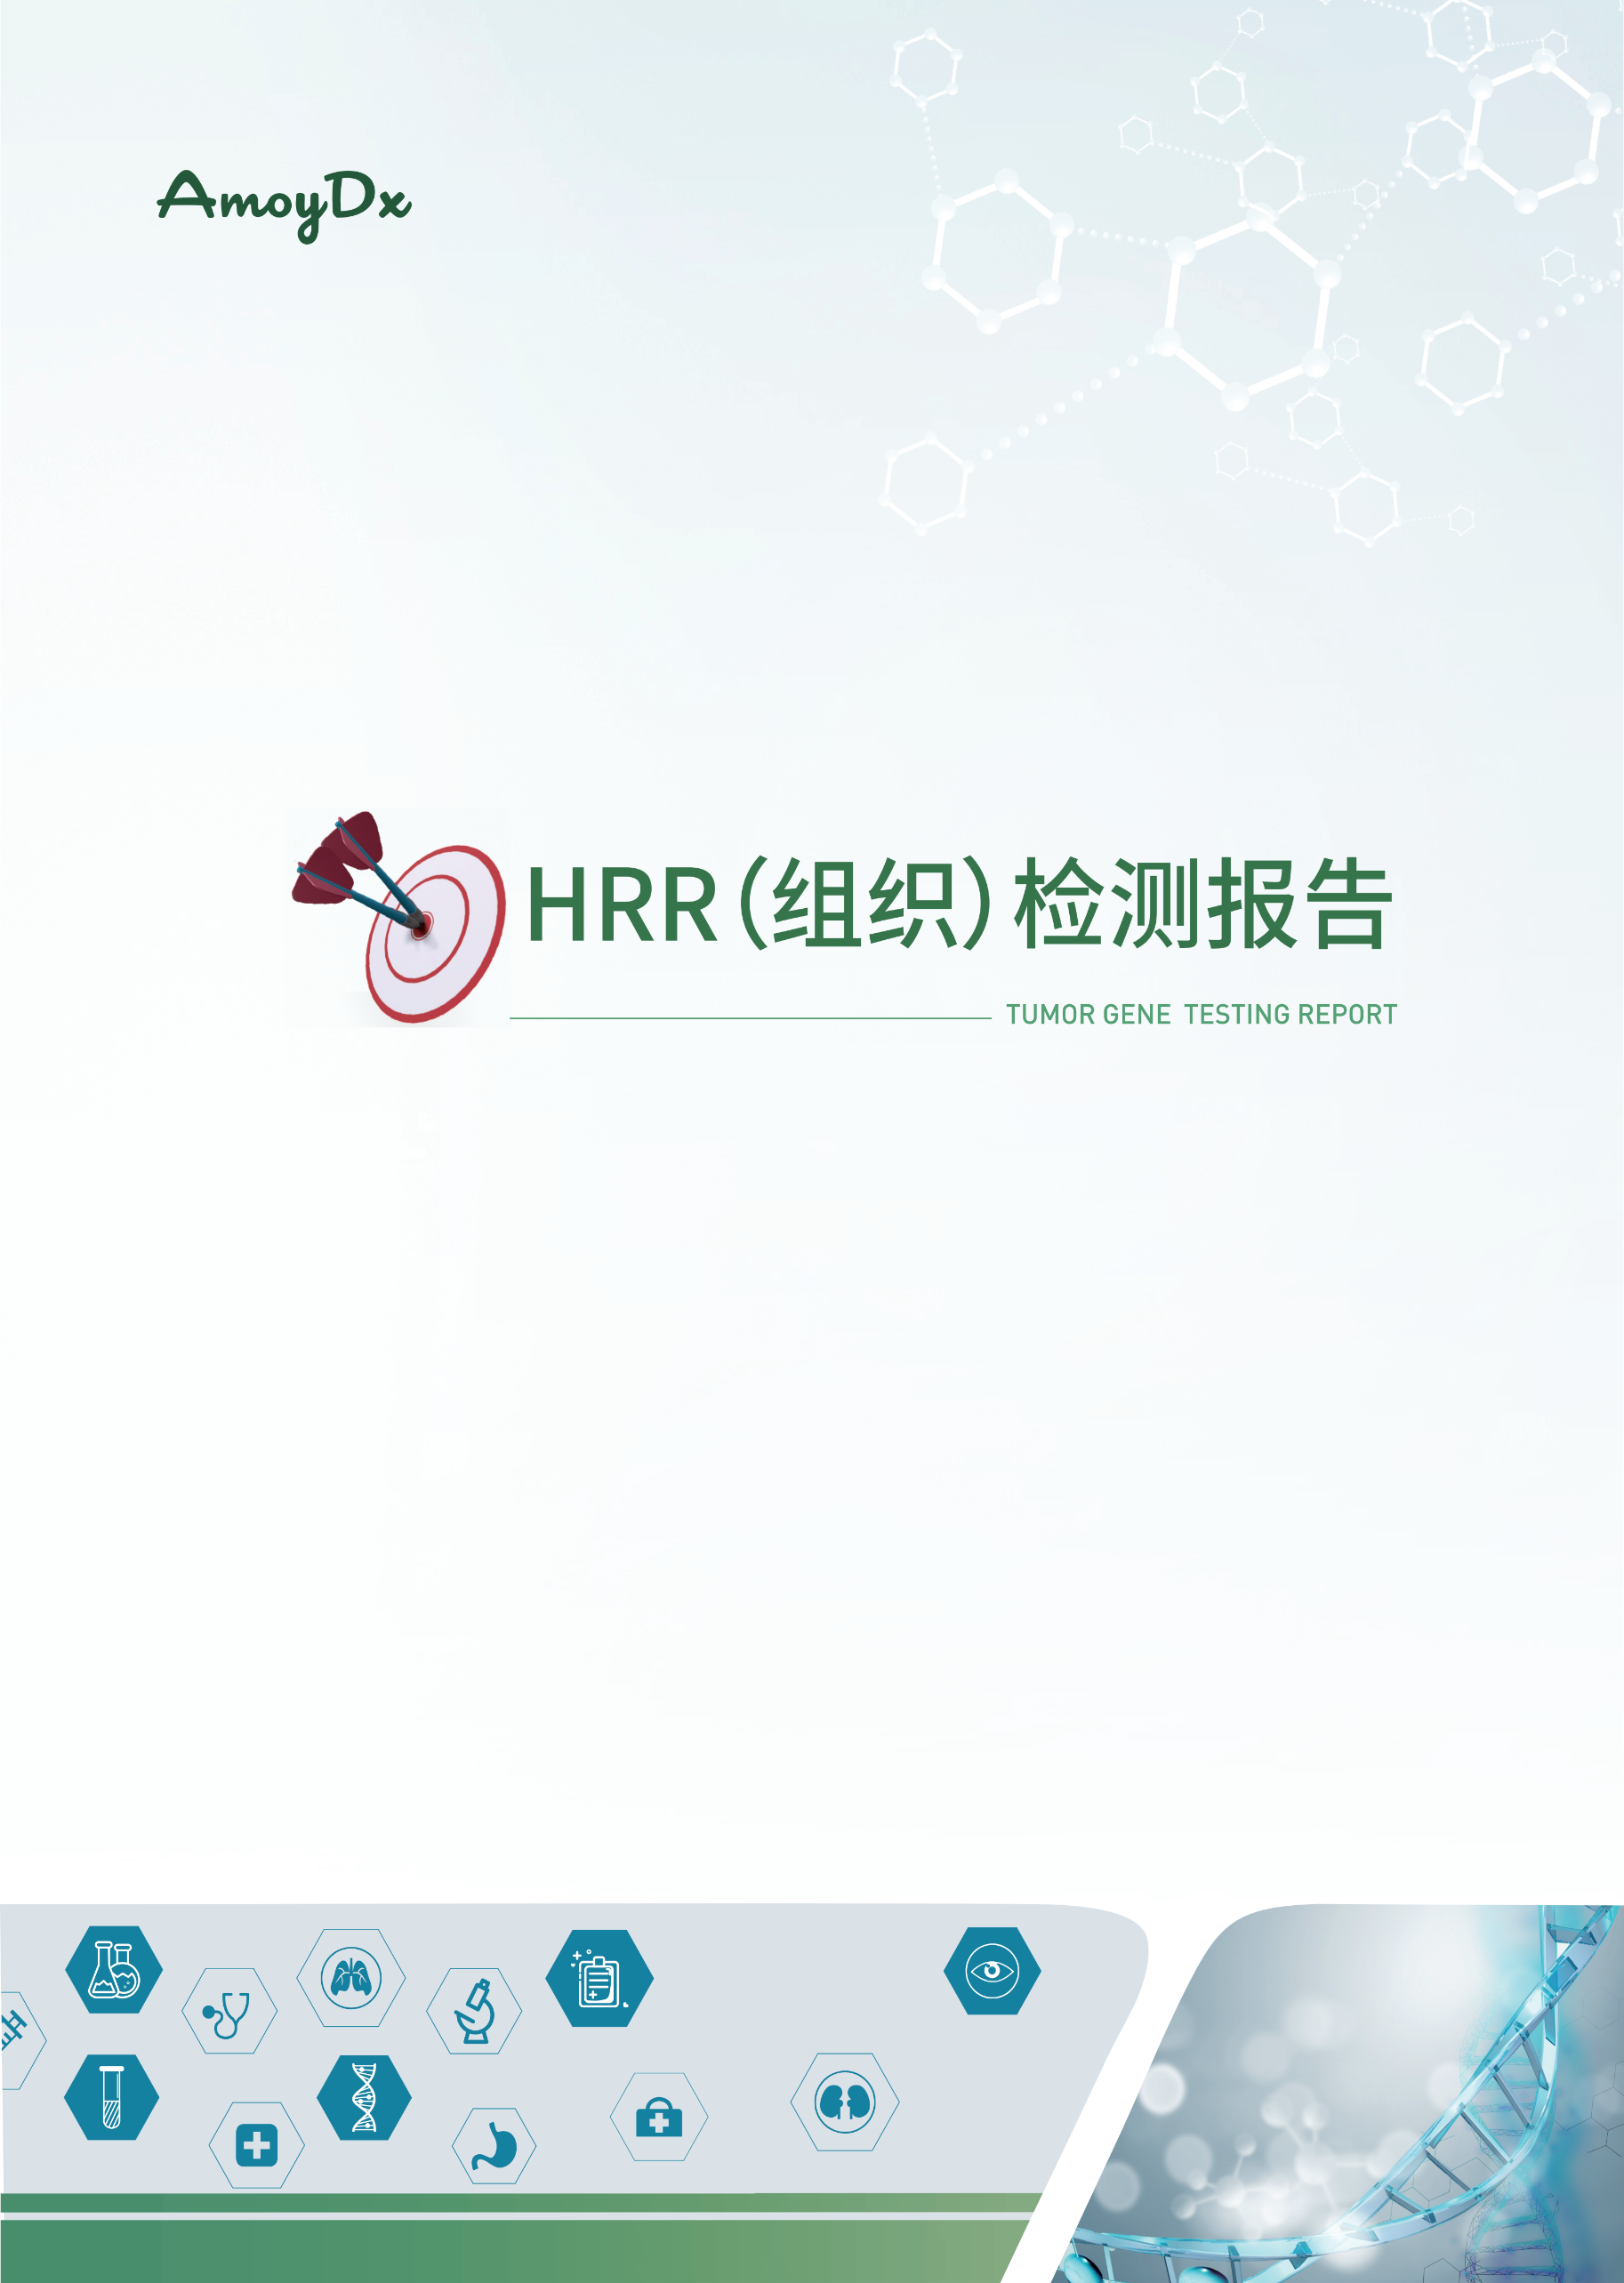 AmoyDx
HRR（组织）检测报告
TUMOR GENE TESTING REPORT